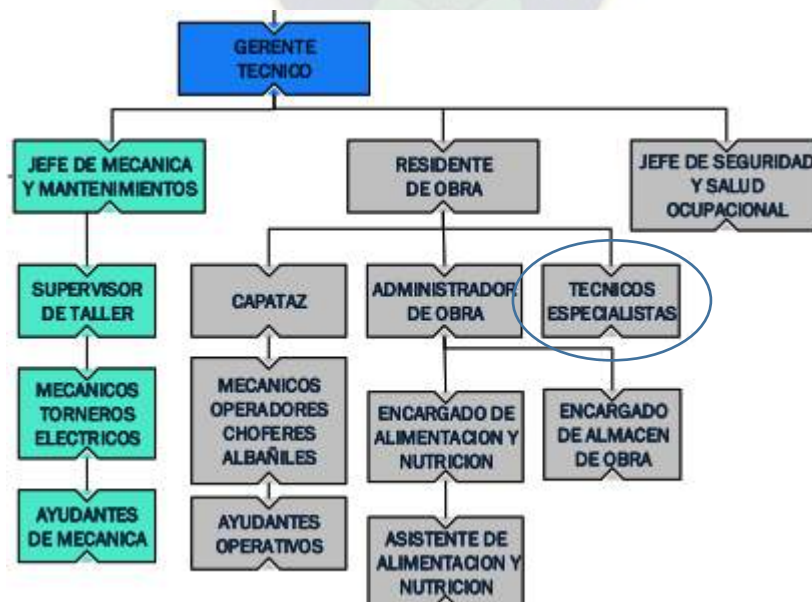 GERENTE
TECNICO
JEFE DE MECANICA
Y MANTENIMIENTOS
RESIDENTE
DE OBRA
JEFE DE SEGURIDAD
Y SALUD
OCUPACIONAL
SUPERVISOR
DE TALLER
CAPATAZ
ADMINISTRADOR
DE OBRA
TECNICOS
ESPECIALISTAS
MECANICOS
TORNEROS
ELECTRICOS
MECANICOS
OPERADORES
CHOFERES
ALBAÑILES
ENCARGADO DE
ALIMENTACION Y
NUTRICION
ENCARGADO
DE ALMACEN
DE OBRA
AYUDANTES
DE MECANICA
AYUDANTES
OPERATIVOS
ASISTENTE DE
ALIMENTACION Y
NUTRICION